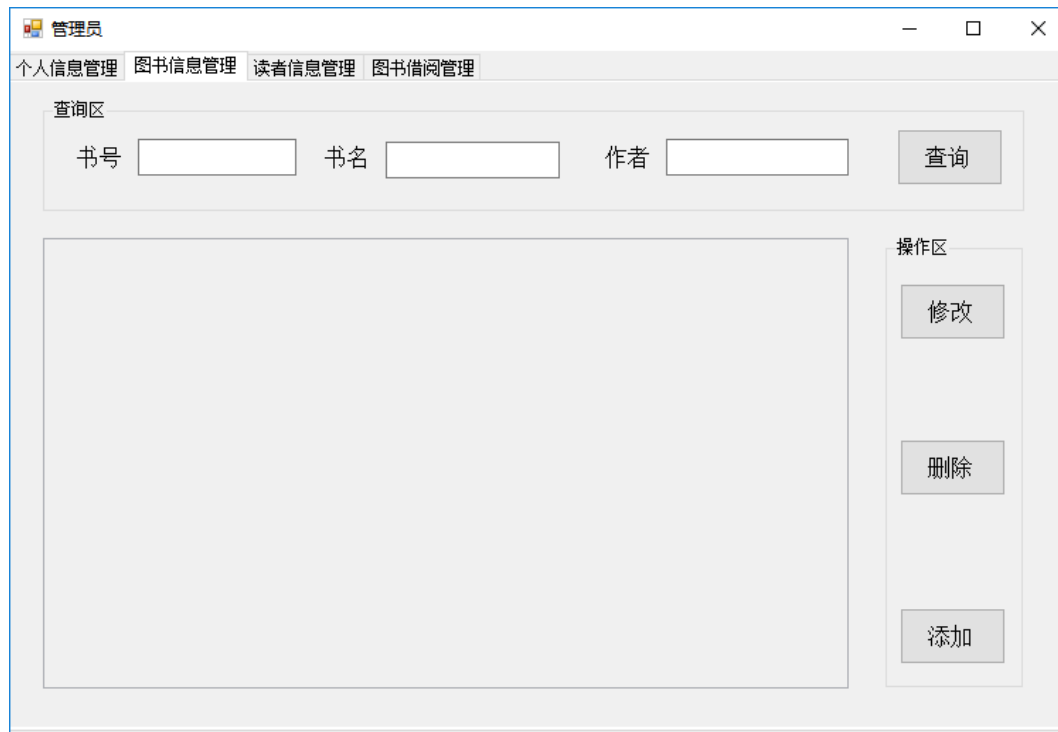 管理员
个人信息管理 图书信息管理 读者信息管理 图书借阅管理
查询区
书号 书名 作者 查询
操作区
修改
删除
添加